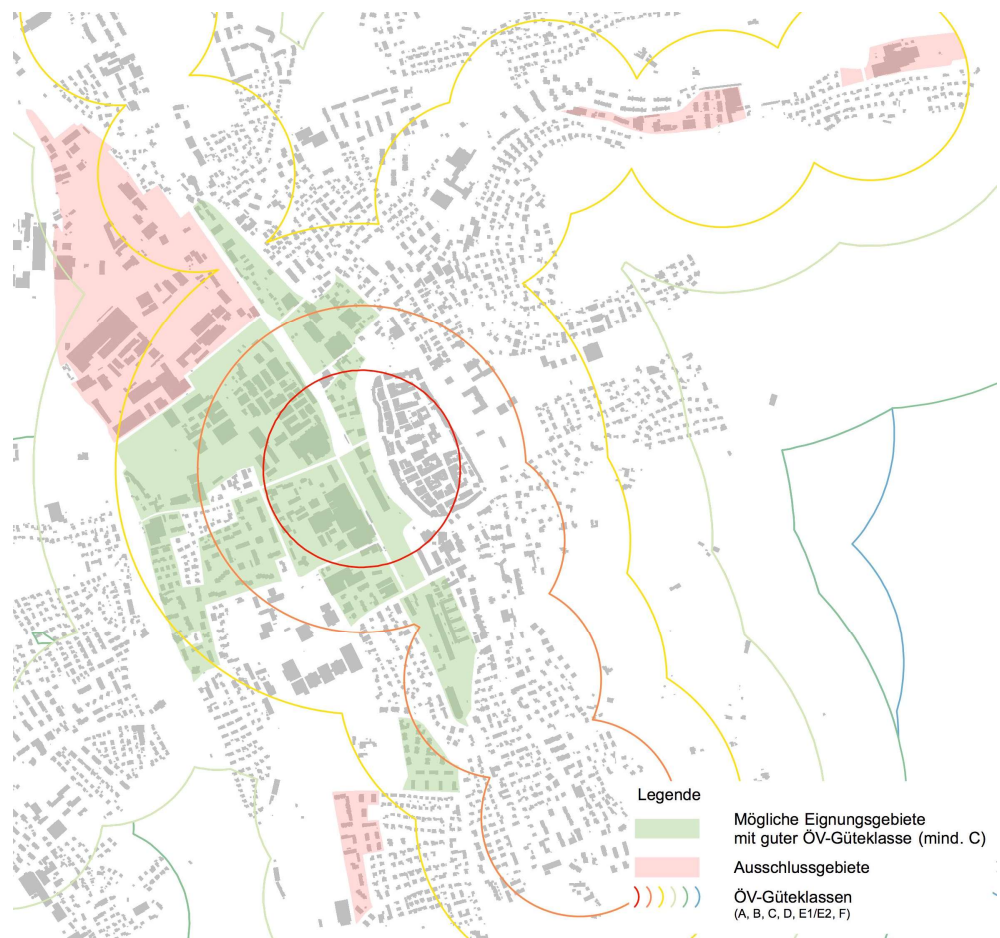 Legende
Mögliche Eignungsgebiete
mit guter ÖV-Güteklasse (mind. C)
Ausschlussgebiete
ÖV-Güteklassen
(A, B, C, D, E1/E2, F)